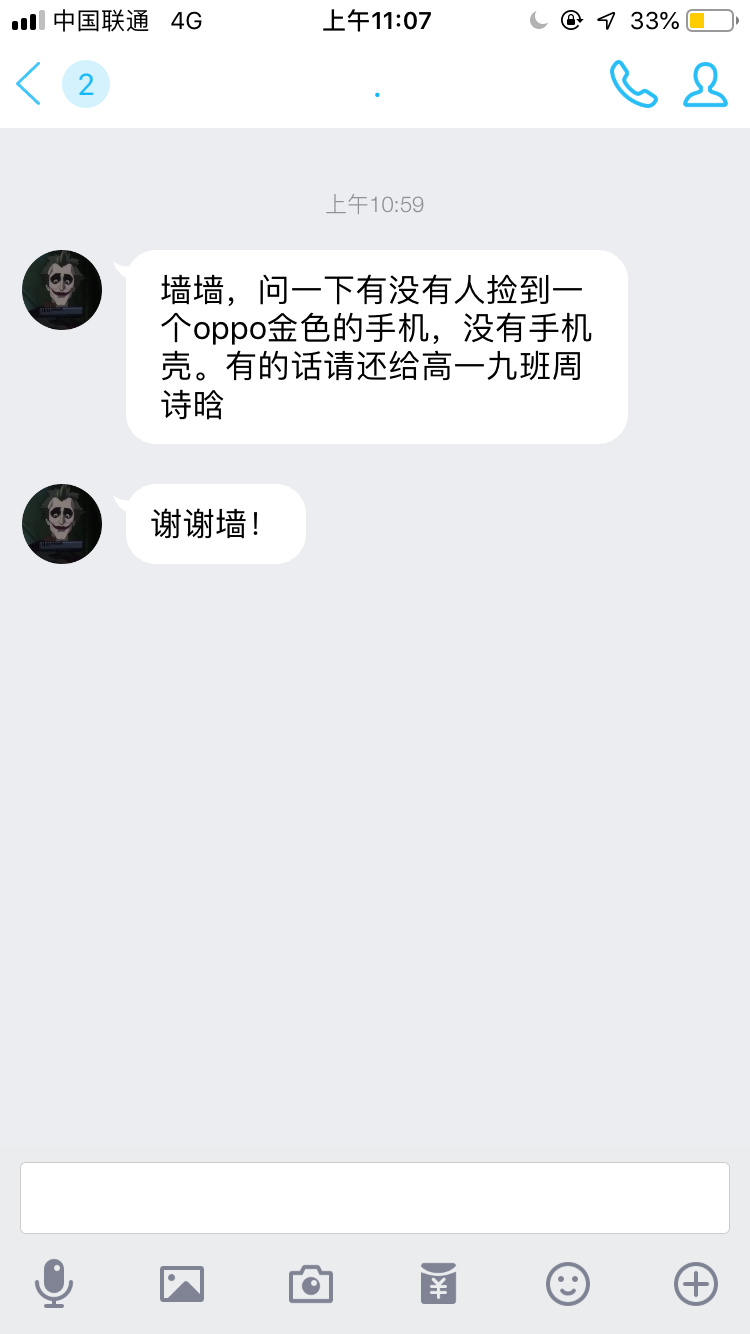 中国联通 4G 上午11:07 33%
2 .
上午10:59
墙墙，问一下有没有人捡到一
个oppo金色的手机，没有手机
壳。有的话请还给高一九班周
诗晗
谢谢墙！
¥